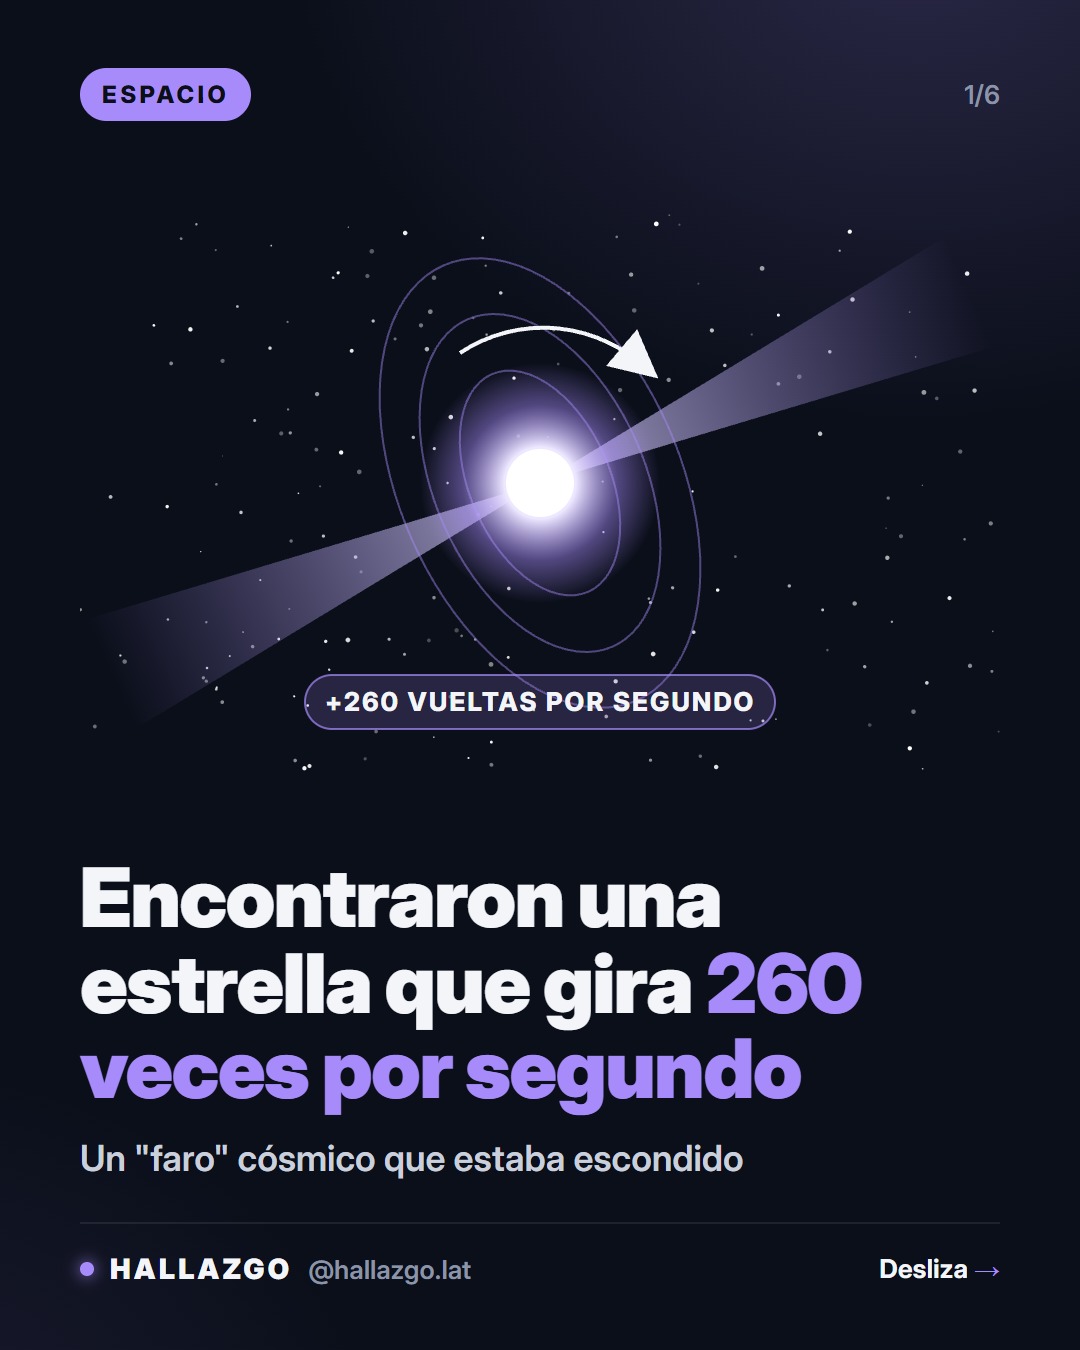 ESPACIO
1/6
+260 VUELTAS POR SEGUNDO
Encontraron una
estrella que gira 260
veces por segundo
Un "faro" cósmico que estaba escondido
HALLAZGO @hallazgo.lat
Desliza →